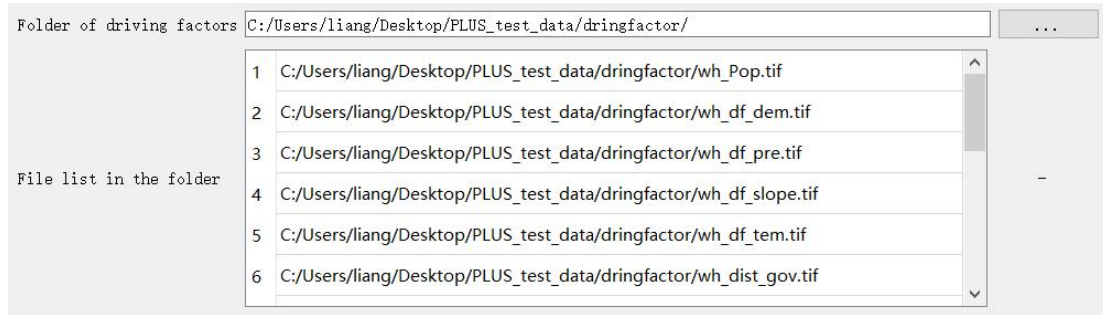 Folder of driving factors C:/Users/liang/Desktop/PLUS_test_data/dringfactor/ ...
1 C:/Users/liang/Desktop/PLUS_test_data/dringfactor/wh_Pop.tif
2 C:/Users/liang/Desktop/PLUS_test_data/dringfactor/wh_df_dem.tif
3 C:/Users/liang/Desktop/PLUS_test_data/dringfactor/wh_df_pre.tif
File list in the folder -
4 C:/Users/liang/Desktop/PLUS_test_data/dringfactor/wh_df_slope.tif
5 C:/Users/liang/Desktop/PLUS_test_data/dringfactor/wh_df_tem.tif
6 C:/Users/liang/Desktop/PLUS_test_data/dringfactor/wh_dist_gov.tif